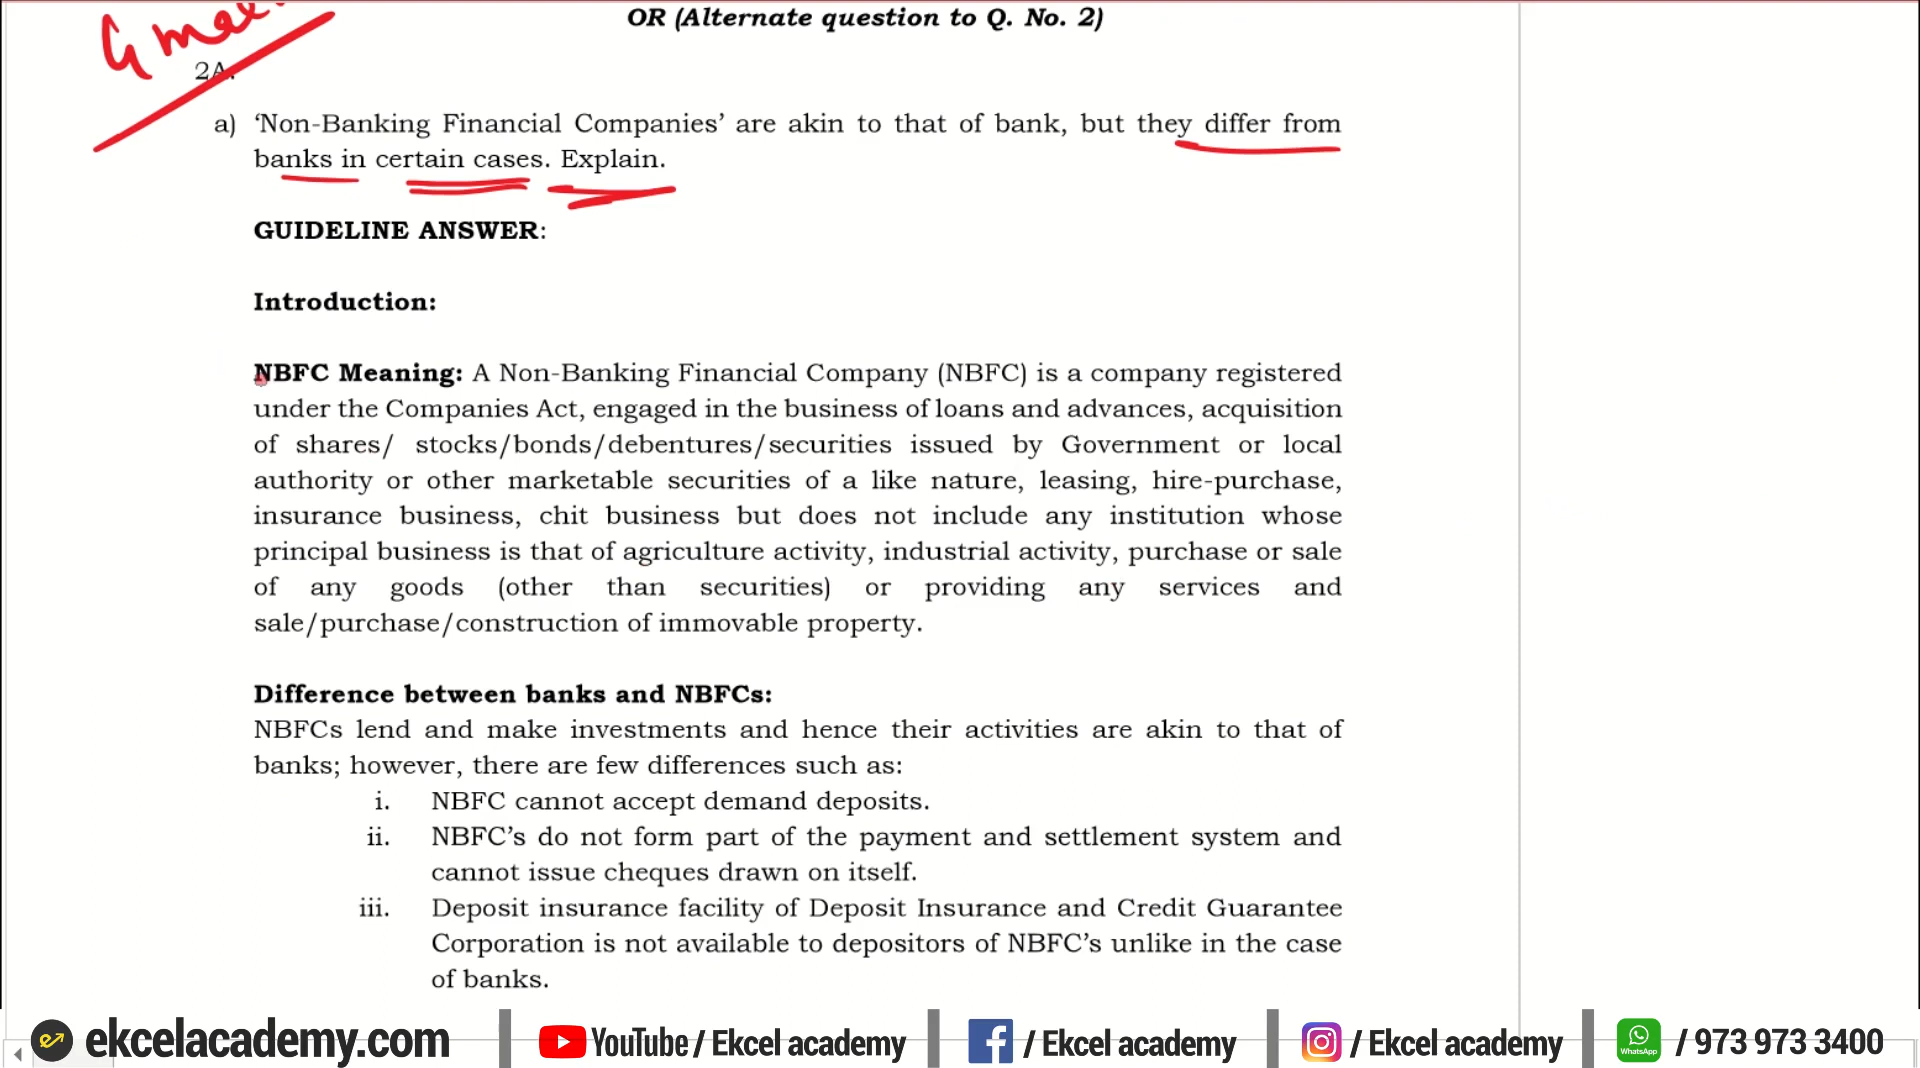 OR (Alternate question to Q. No. 2)
2A.
a) ‘Non-Banking Financial Companies’ are akin to that of bank, but they differ from
banks in certain cases. Explain.
GUIDELINE ANSWER:
Introduction:
NBFC Meaning: A Non-Banking Financial Company (NBFC) is a company registered
under the Companies Act, engaged in the business of loans and advances, acquisition
of shares/ stocks/bonds/debentures/securities issued by Government or local
authority or other marketable securities of a like nature, leasing, hire-purchase,
insurance business, chit business but does not include any institution whose
principal business is that of agriculture activity, industrial activity, purchase or sale
of any goods (other than securities) or providing any services and
sale/purchase/construction of immovable property.
Difference between banks and NBFCs:
NBFCs lend and make investments and hence their activities are akin to that of
banks; however, there are few differences such as:
i. NBFC cannot accept demand deposits.
ii. NBFC’s do not form part of the payment and settlement system and
cannot issue cheques drawn on itself.
iii. Deposit insurance facility of Deposit Insurance and Credit Guarantee
Corporation is not available to depositors of NBFC’s unlike in the case
of banks.
ekcelacademy.com YouTube / Ekcel academy / Ekcel academy / Ekcel academy WhatsApp / 973 973 3400